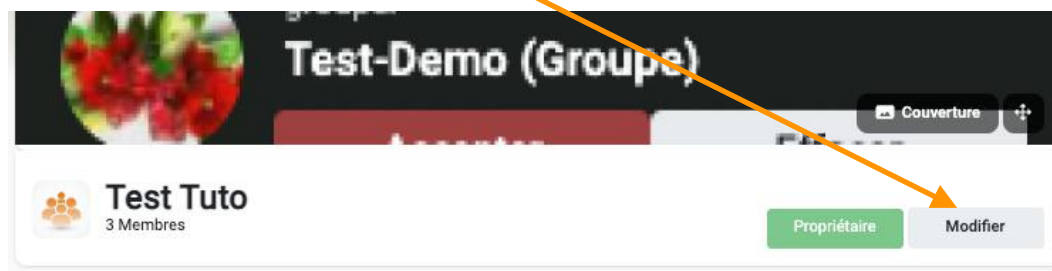 Test-Demo (Groupe)
Couverture
Test Tuto
3 Membres
Propriétaire
Modifier